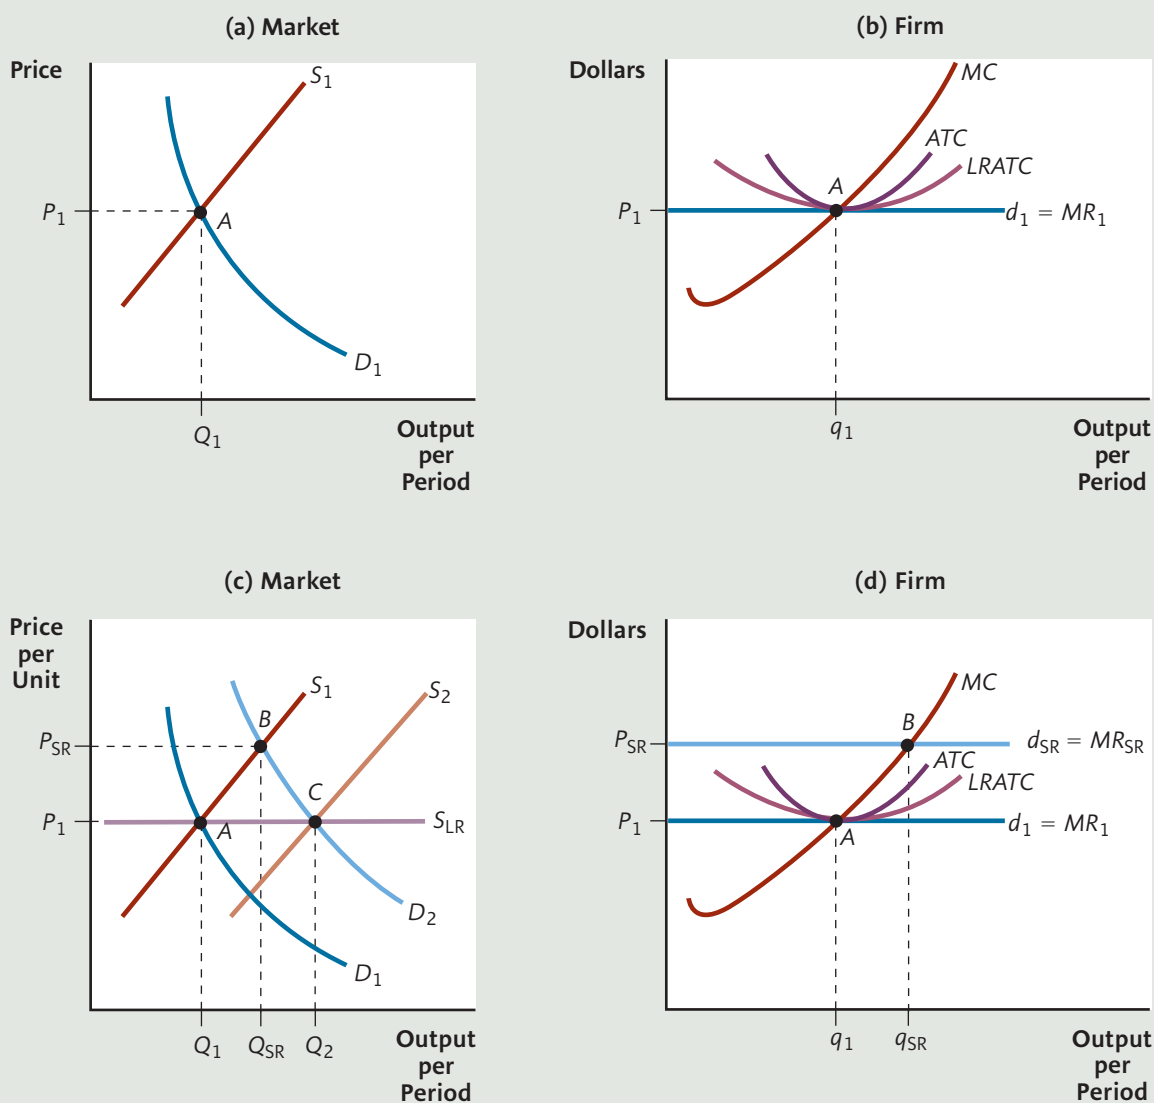 (a) Market
Price
S1
P1
A
D1
Q1
Output
per
Period
(b) Firm
Dollars
MC
ATC
LRATC
A
P1
d1 = MR1
q1
Output
per
Period
(c) Market
Price
per
Unit
S1
S2
B
PSR
C
P1
A
SLR
D2
D1
Q1
QSR
Q2
Output
per
Period
(d) Firm
Dollars
MC
B
PSR
dSR = MRSR
ATC
LRATC
P1
d1 = MR1
A
q1
qSR
Output
per
Period